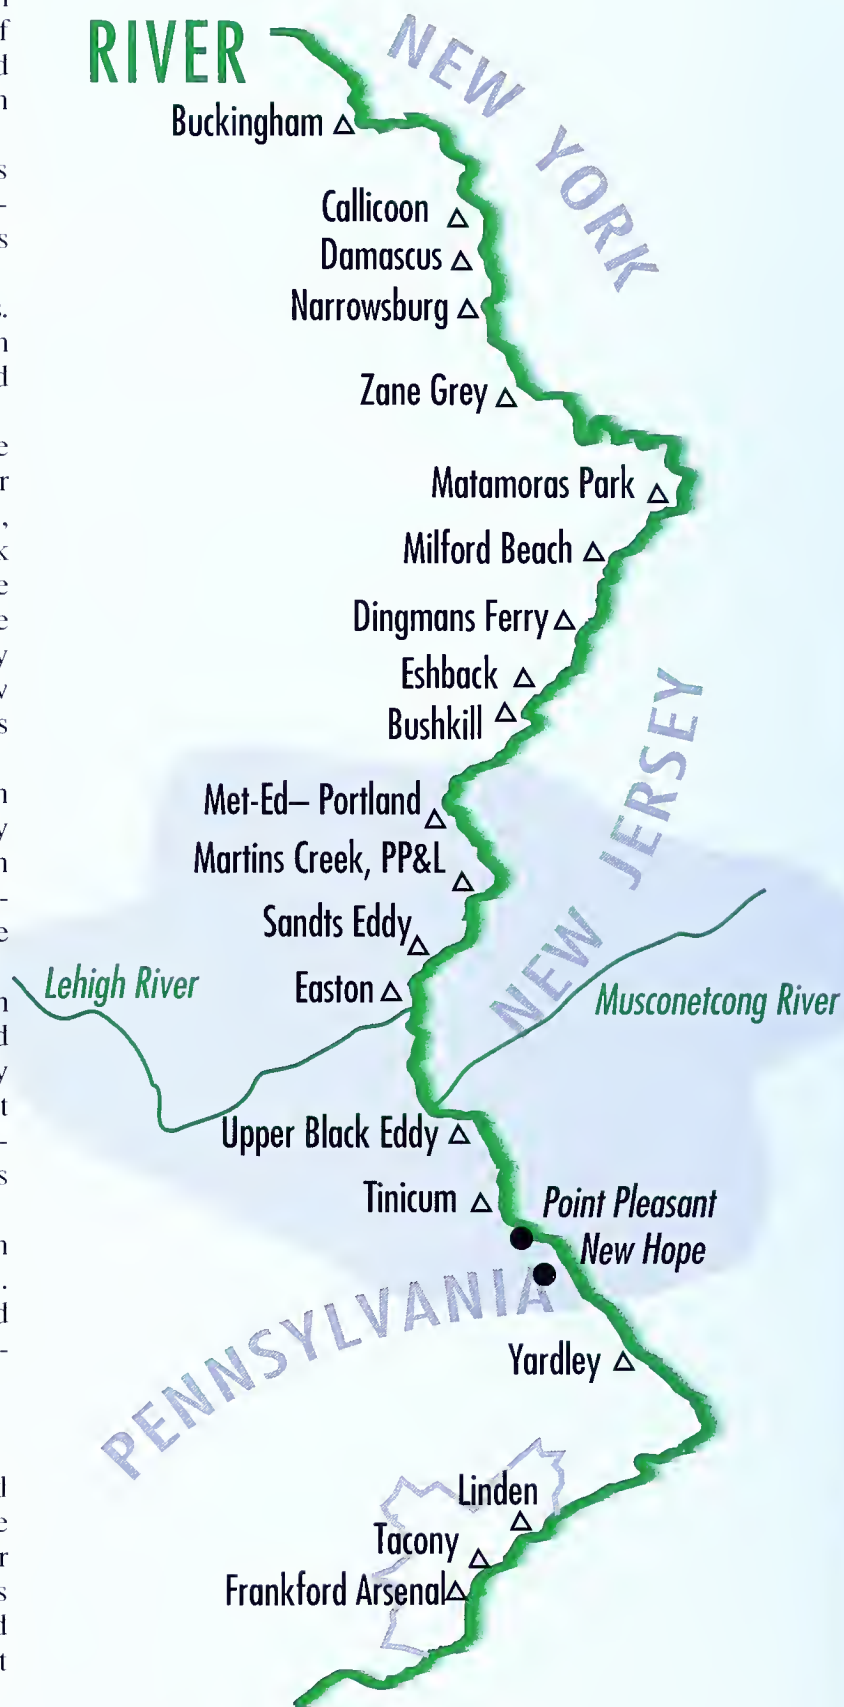 RIVER
NEW YORK
Buckingham
Callicoon
Damascus
Narrowsburg
Zane Grey
Matamoras Park
Milford Beach
Dingmans Ferry
Eshback
Bushkill
NEW JERSEY
Met-Ed– Portland
Martins Creek, PP&L
Sandts Eddy
Easton
Lehigh River
Musconetcong River
Upper Black Eddy
Tinicum
Point Pleasant
New Hope
PENNSYLVANIA
Yardley
Linden
Tacony
Frankford Arsenal